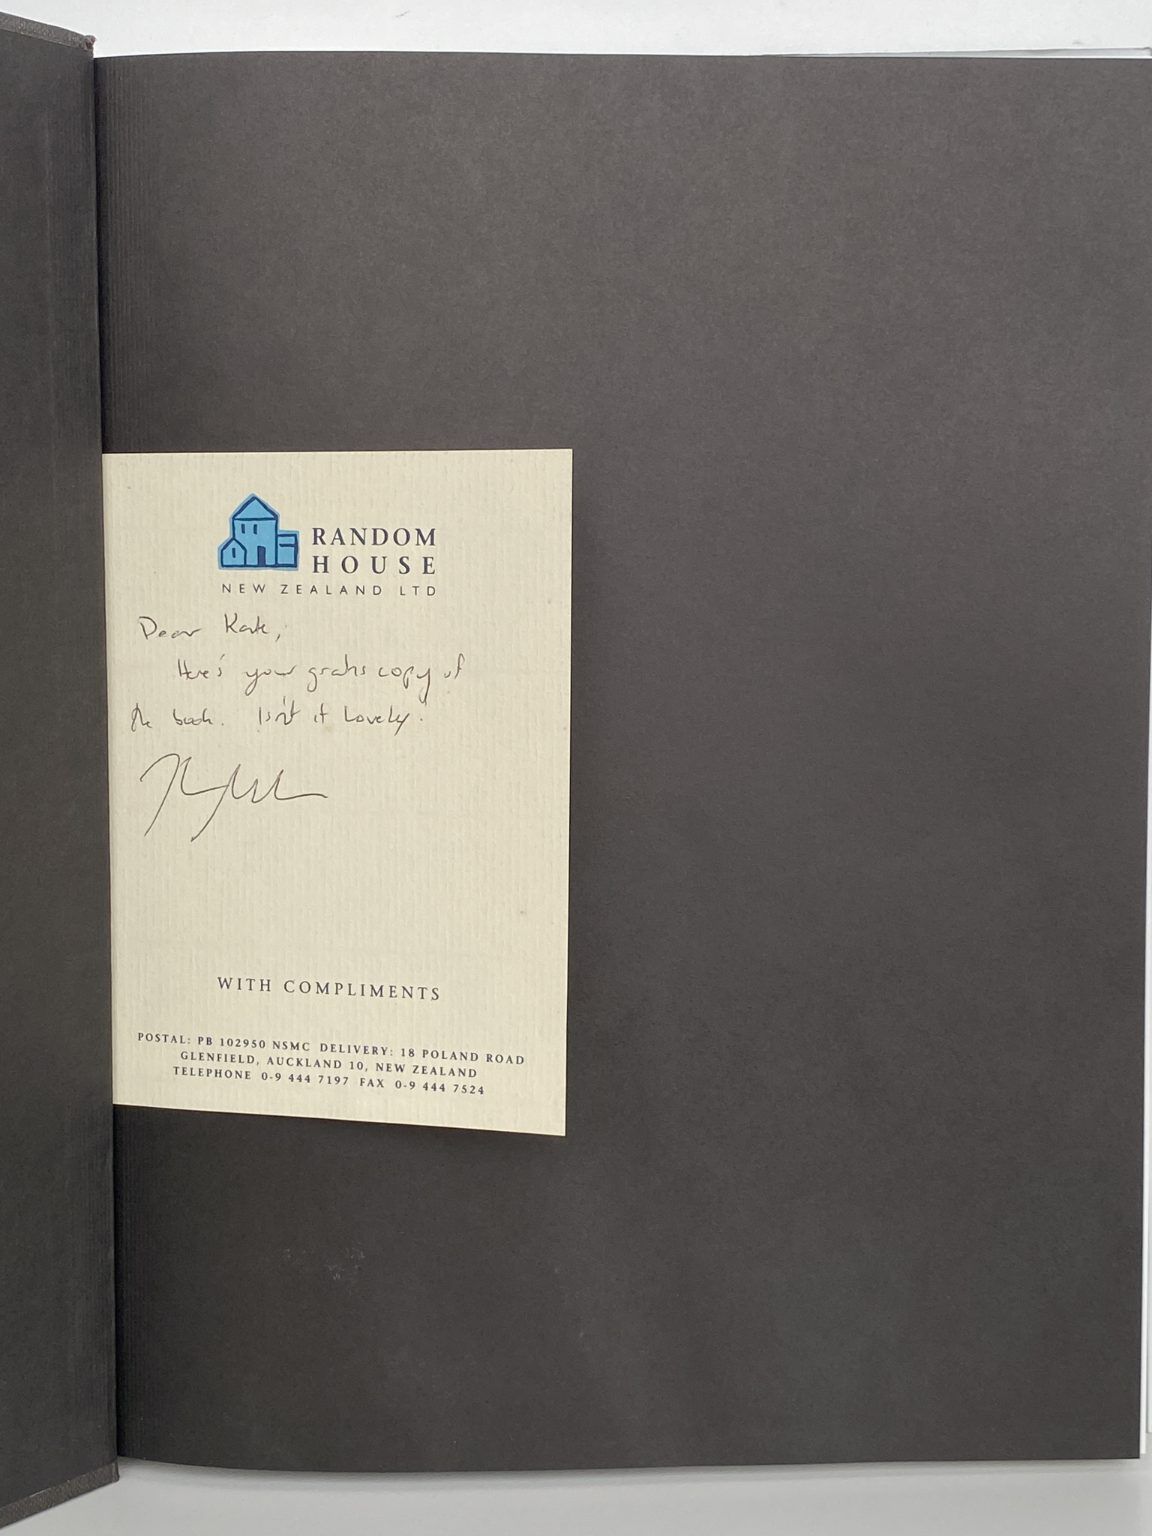 RANDOM
HOUSE
NEW ZEALAND LTD
Dear Kate,
Here's your gratis copy of
the book. Isn't it Lovely.
WITH COMPLIMENTS
POSTAL: PB 102950 NSMC DELIVERY: 18 POLAND ROAD
GLENFIELD, AUCKLAND 10, NEW ZEALAND
TELEPHONE 0-9 444 7197 FAX 0-9 444 7524